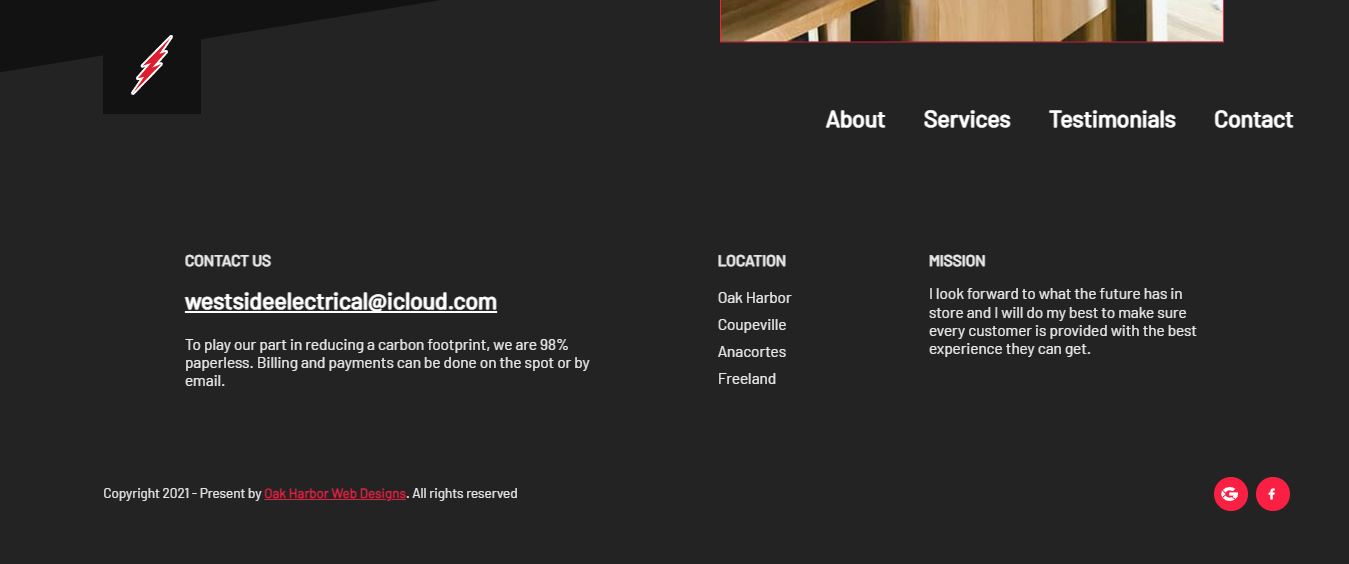 About Services Testimonials Contact
CONTACT US
westsideelectrical@icloud.com
To play our part in reducing a carbon footprint, we are 98%
paperless. Billing and payments can be done on the spot or by
email.
LOCATION
Oak Harbor
Coupeville
Anacortes
Freeland
MISSION
I look forward to what the future has in
store and I will do my best to make sure
every customer is provided with the best
experience they can get.
Copyright 2021 - Present by Oak Harbor Web Designs. All rights reserved